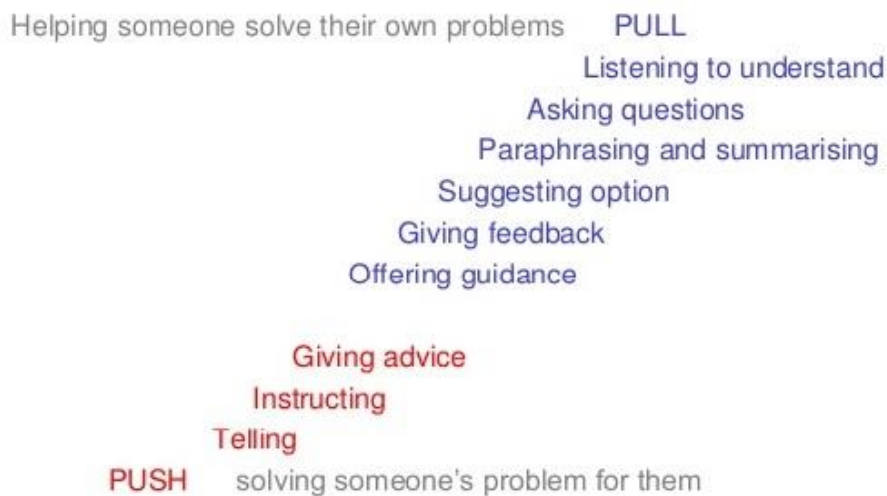 Helping someone solve their own problems PULL
Listening to understand
Asking questions
Paraphrasing and summarising
Suggesting option
Giving feedback
Offering guidance
Giving advice
Instructing
Telling
PUSH solving someone's problem for them